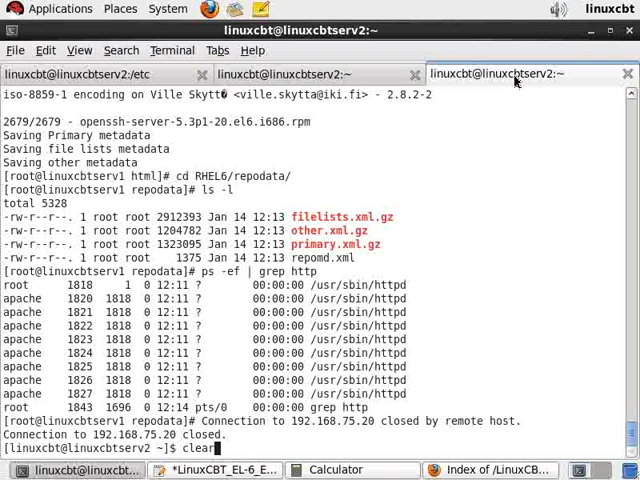 Applications Places System linuxcbt
linuxcbt@linuxcbtserv2:~
File Edit View Search Terminal Tabs Help
linuxcbt@linuxcbtserv2:/etc
linuxcbt@linuxcbtserv2:~
linuxcbt@linuxcbtserv2:~
iso-8859-1 encoding on Ville Skytt� <ville.skytta@iki.fi> - 2.8.2-2
2679/2679 - openssh-server-5.3p1-20.el6.i686.rpm
Saving Primary metadata
Saving file lists metadata
Saving other metadata
[root@linuxcbtserv1 html]# cd RHEL6/repodata/
[root@linuxcbtserv1 repodata]# ls -l
total 5328
-rw-r--r--. 1 root root 2912393 Jan 14 12:13 filelists.xml.gz
-rw-r--r--. 1 root root 1204782 Jan 14 12:13 other.xml.gz
-rw-r--r--. 1 root root 1323095 Jan 14 12:13 primary.xml.gz
-rw-r--r--. 1 root root    1375 Jan 14 12:13 repomd.xml
[root@linuxcbtserv1 repodata]# ps -ef | grep http
root      1818     1  0 12:11 ?        00:00:00 /usr/sbin/httpd
apache    1820  1818  0 12:11 ?        00:00:00 /usr/sbin/httpd
apache    1821  1818  0 12:11 ?        00:00:00 /usr/sbin/httpd
apache    1822  1818  0 12:11 ?        00:00:00 /usr/sbin/httpd
apache    1823  1818  0 12:11 ?        00:00:00 /usr/sbin/httpd
apache    1824  1818  0 12:11 ?        00:00:00 /usr/sbin/httpd
apache    1825  1818  0 12:11 ?        00:00:00 /usr/sbin/httpd
apache    1826  1818  0 12:11 ?        00:00:00 /usr/sbin/httpd
apache    1827  1818  0 12:11 ?        00:00:00 /usr/sbin/httpd
root      1843  1696  0 12:14 pts/0    00:00:00 grep http
[root@linuxcbtserv1 repodata]# Connection to 192.168.75.20 closed by remote host.
Connection to 192.168.75.20 closed.
[linuxcbt@linuxcbtserv2 ~]$ clear
linuxcbt@linuxcbt... *LinuxCBT_EL-6_E... Calculator Index of /LinuxCB...